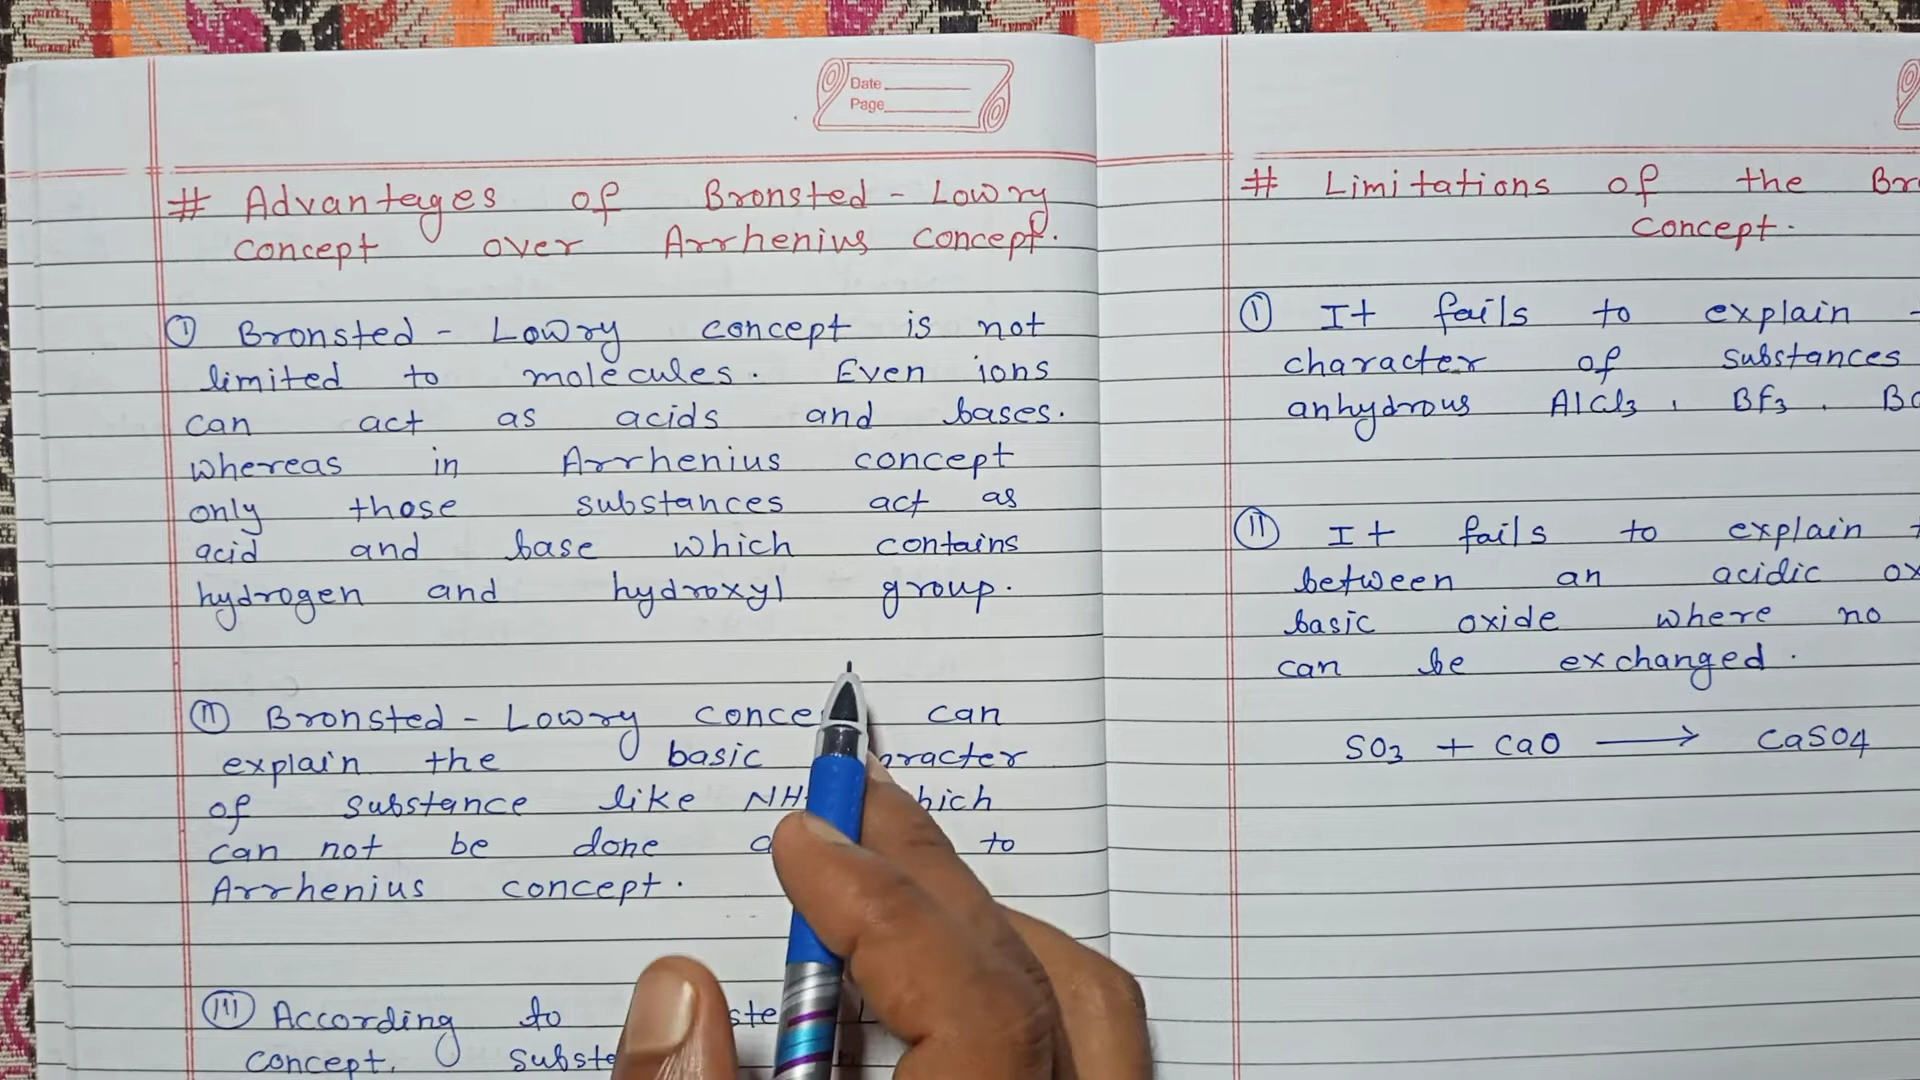 Date
Page
# Advantages of Bronsted - Lowry
concept over Arrhenius concept.
(I) Bronsted - Lowry concept is not
limited to molecules. Even ions
can act as acids and bases.
whereas in Arrhenius concept
only those substances act as
acid and base which contains
hydrogen and hydroxyl group.
(II) Bronsted - Lowry can
explain the basic
of substance like
can not be done to
Arrhenius concept.
(III) According to
concept,
# Limitations of the
concept.
(I) It fails to explain
character of substances
anhydrous AlCl3, BF3,
(II) It fails to explain
between an acidic
basic oxide where no
can be exchanged.
SO3 + CaO ⟶ CaSO4